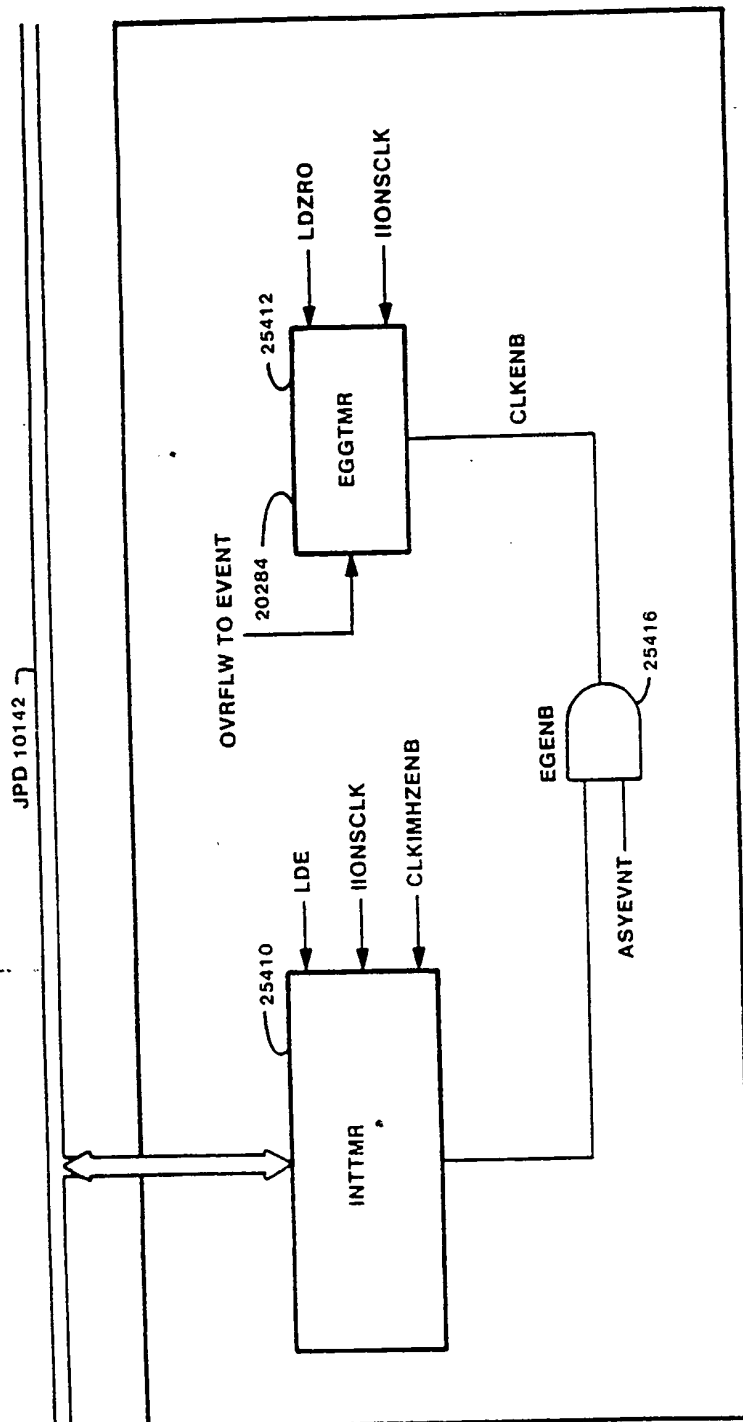 JPD 10142
OVRFLW TO EVENT
20284
25412
EGGTMR
LDZRO
IIONSCLK
CLKENB
25410
INTTMR
LDE
IIONSCLK
CLKIMHZENB
EGENB
ASYEVNT
25416